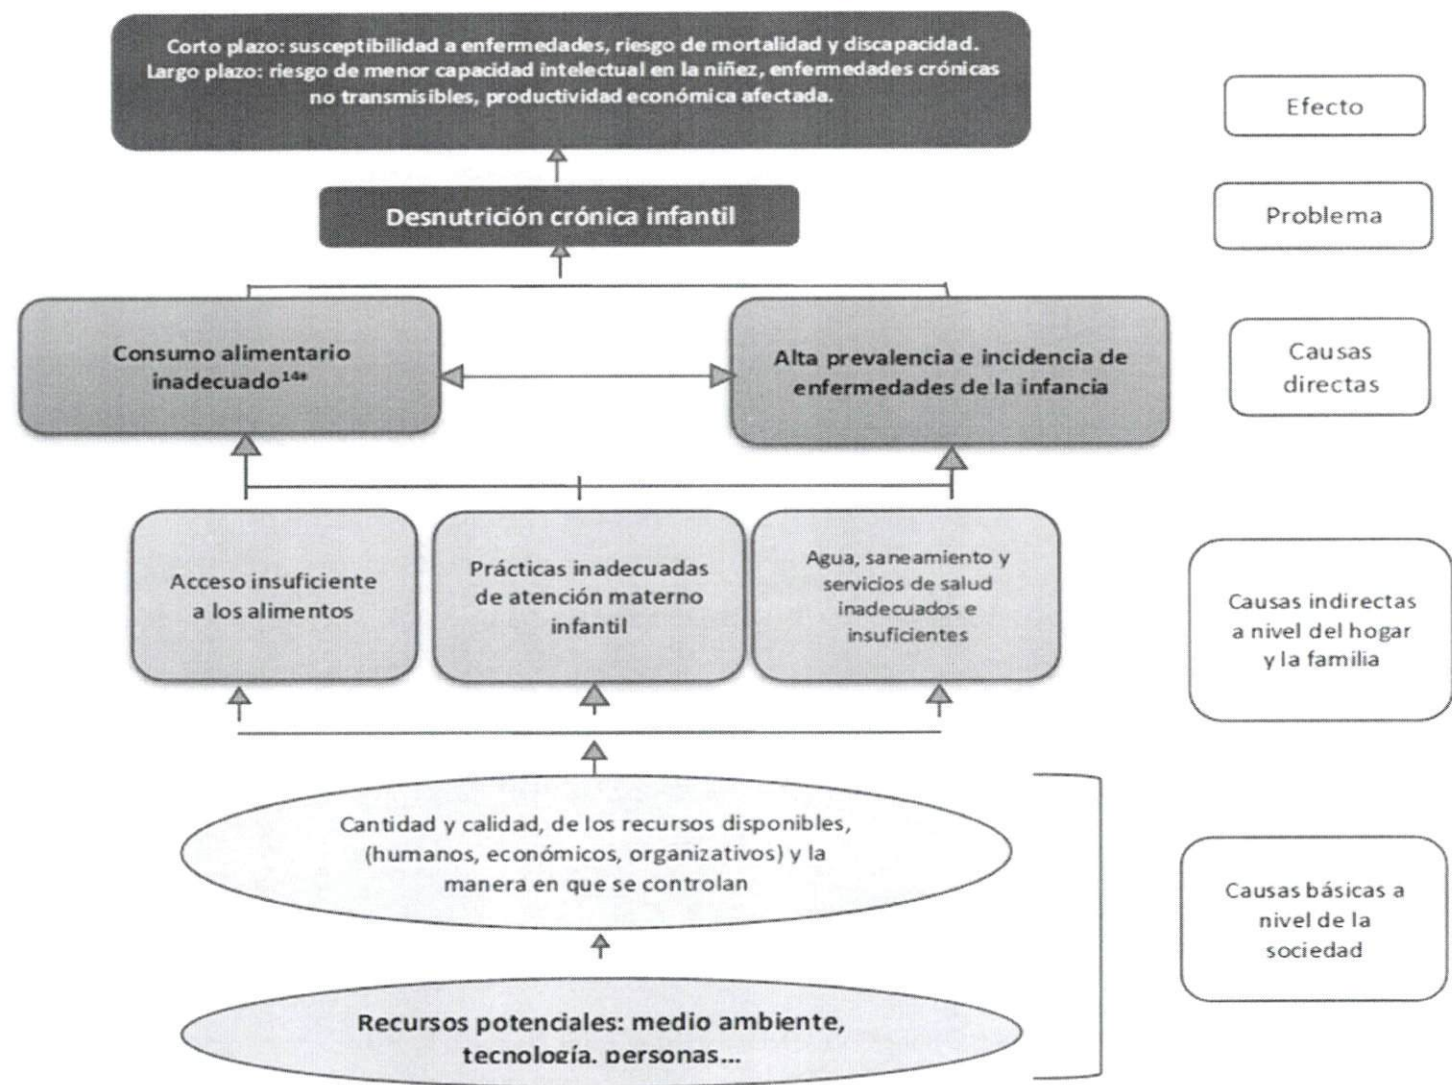 Corto plazo: susceptibilidad a enfermedades, riesgo de mortalidad y discapacidad.
Largo plazo: riesgo de menor capacidad intelectual en la niñez, enfermedades crónicas
no transmisibles, productividad económica afectada.
Efecto
Desnutrición crónica infantil
Problema
Consumo alimentario
inadecuado¹⁴*
Alta prevalencia e incidencia de
enfermedades de la infancia
Causas
directas
Acceso insuficiente
a los alimentos
Prácticas inadecuadas
de atención materno
infantil
Agua, saneamiento y
servicios de salud
inadecuados e
insuficientes
Causas indirectas
a nivel del hogar
y la familia
Cantidad y calidad, de los recursos disponibles,
(humanos, económicos, organizativos) y la
manera en que se controlan
Causas básicas a
nivel de la
sociedad
Recursos potenciales: medio ambiente,
tecnología, personas...